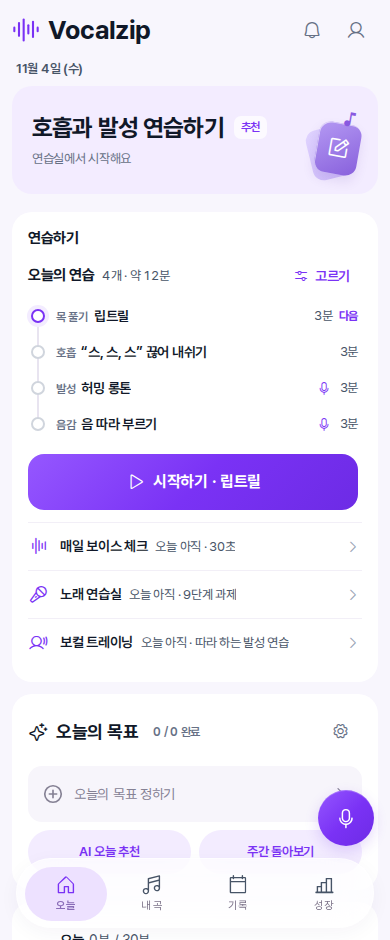 Vocalzip
11월 4일 (수)
호흡과 발성 연습하기 추천
연습실에서 시작해요
연습하기
오늘의 연습 4개 · 약 12분 고르기
목 풀기 립트릴 3분 다음
호흡 “스, 스, 스” 끊어 내쉬기 3분
발성 허밍 롱톤 3분
음감 음 따라 부르기 3분
시작하기 · 립트릴
매일 보이스 체크 오늘 아직 · 30초
노래 연습실 오늘 아직 · 9단계 과제
보컬 트레이닝 오늘 아직 · 따라 하는 발성 연습
오늘의 목표 0 / 0 완료
오늘의 목표 정하기
AI 오늘 추천 주간 돌아보기
오늘 내 곡 기록 성장
오늘 0분 / 30분